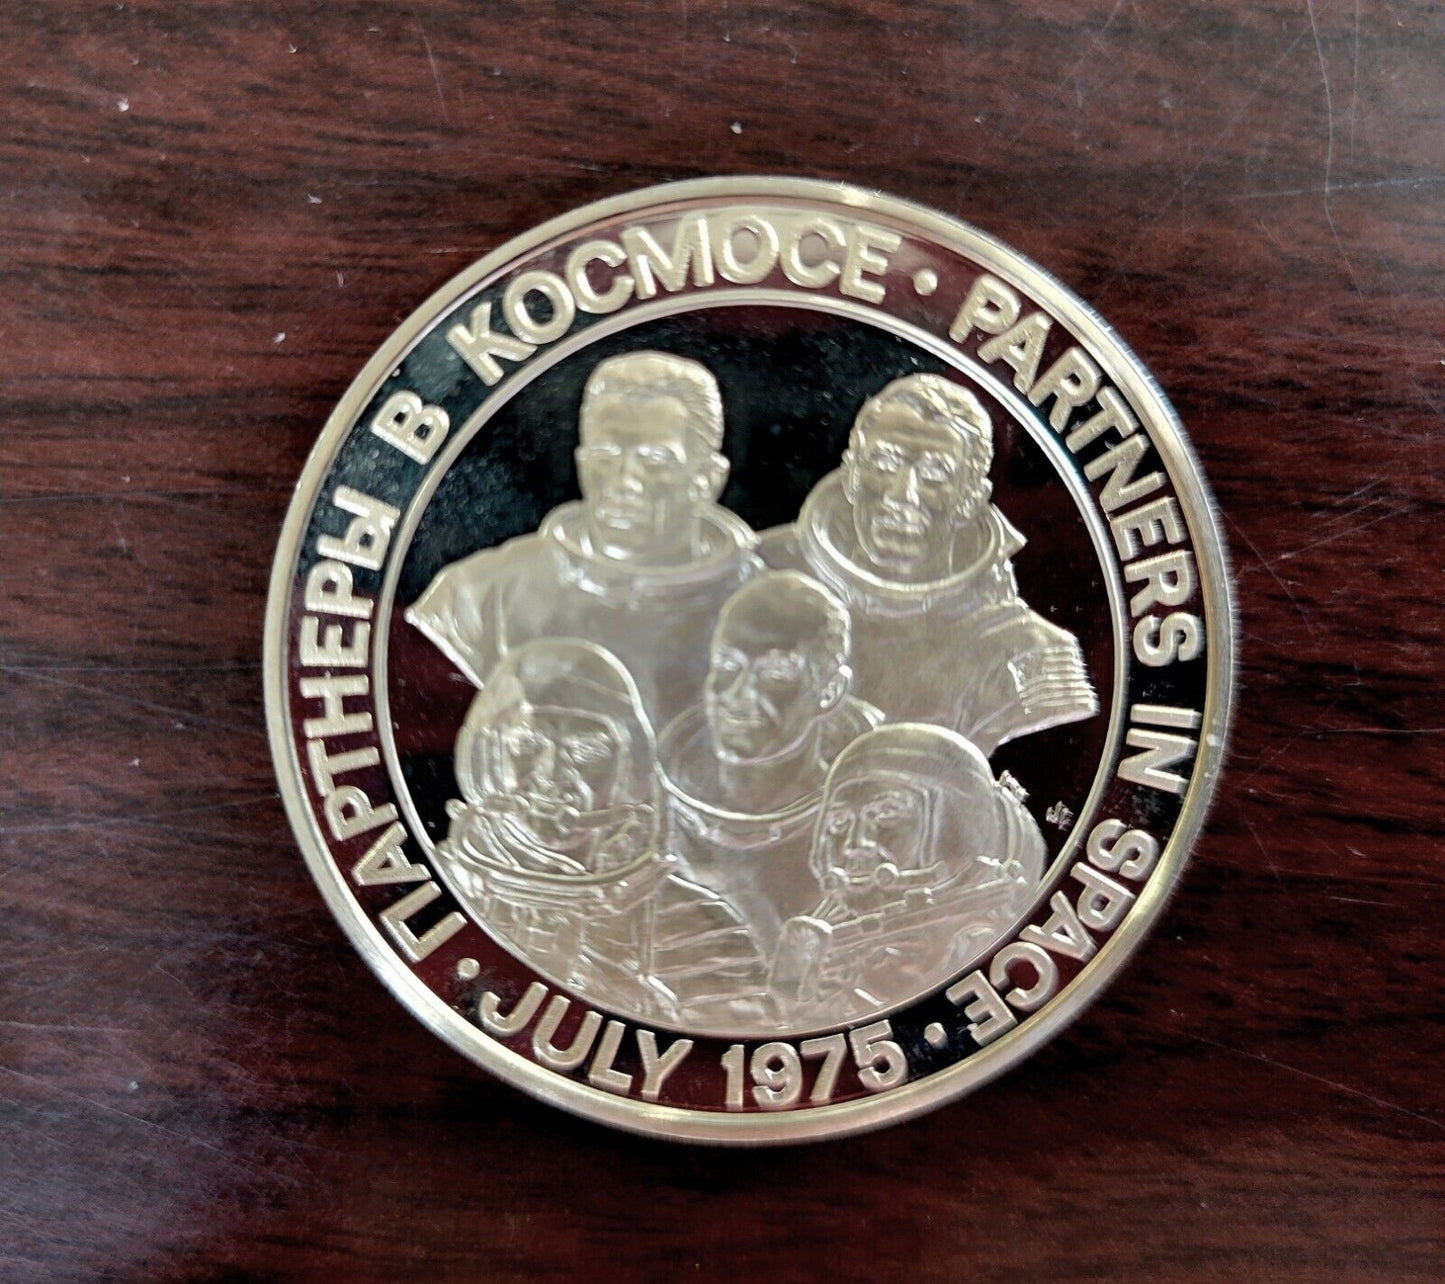 ПАРТНЕРЫ В КОСМОСЕ • PARTNERS IN SPACE •
JULY 1975 •